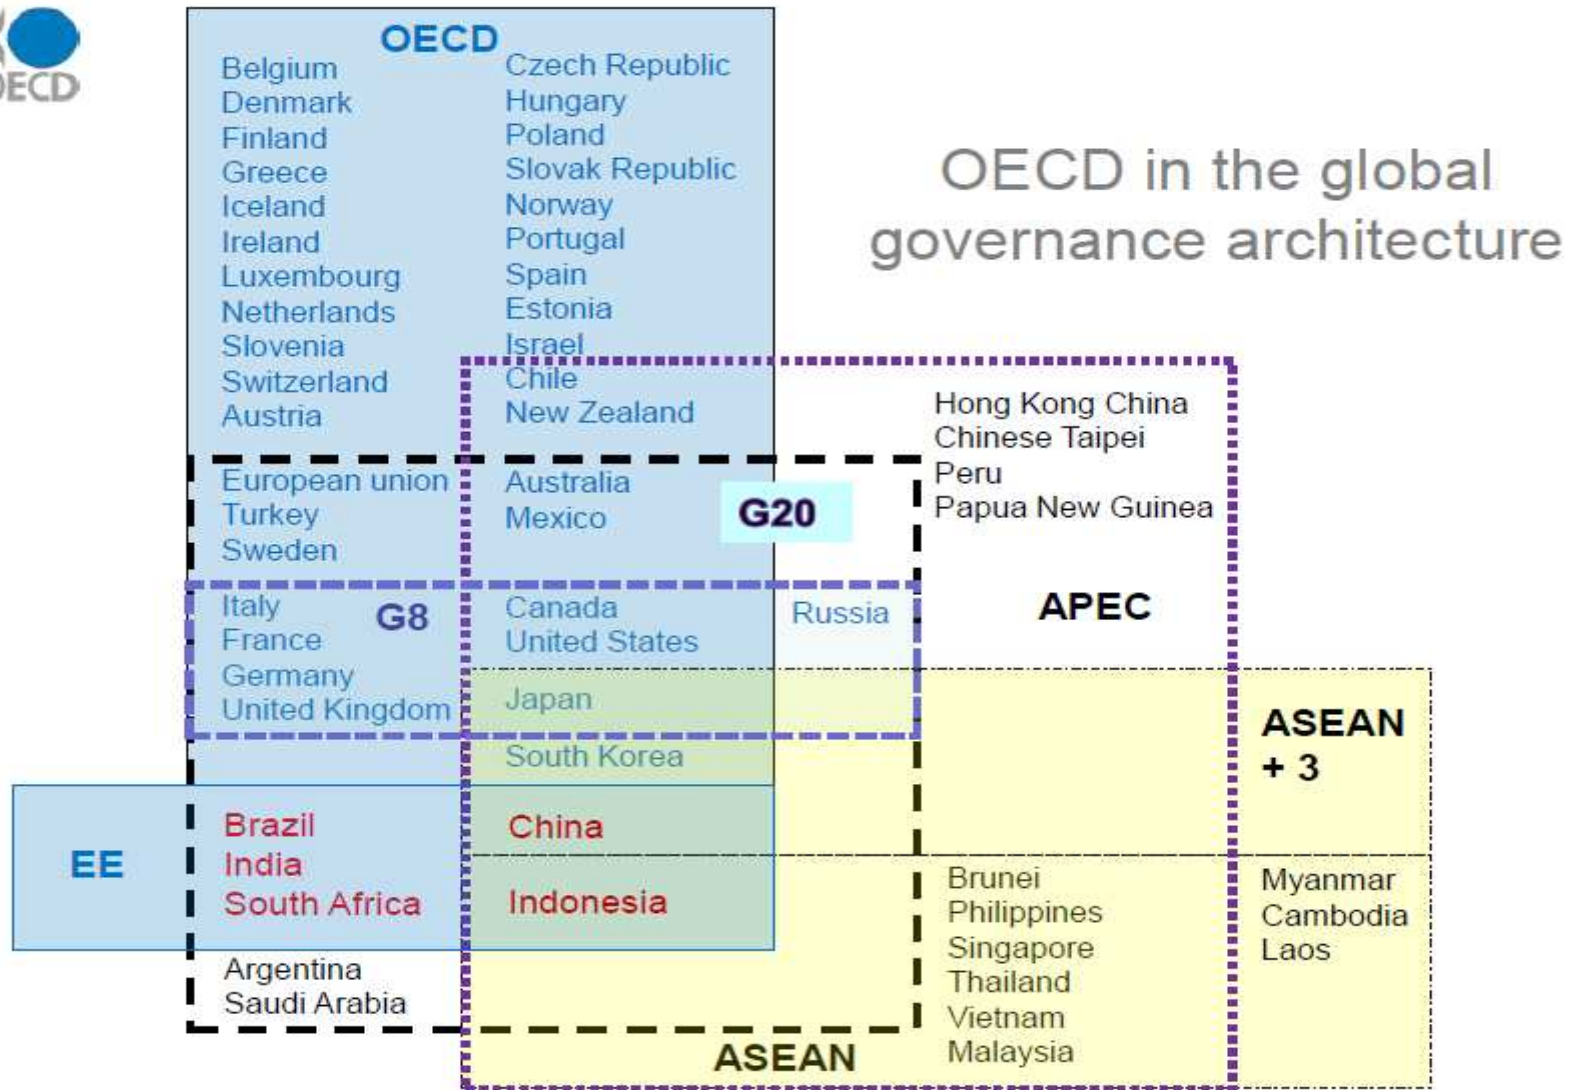 OECD
OECD
Belgium
Denmark
Finland
Greece
Iceland
Ireland
Luxembourg
Netherlands
Slovenia
Switzerland
Austria
Czech Republic
Hungary
Poland
Slovak Republic
Norway
Portugal
Spain
Estonia
Israel
Chile
New Zealand
OECD in the global
governance architecture
Hong Kong China
Chinese Taipei
Peru
Papua New Guinea
European union
Turkey
Sweden
Australia
Mexico
G20
Italy
France
Germany
United Kingdom
G8
Canada
United States
Russia
APEC
Japan
South Korea
ASEAN
+ 3
EE
Brazil
India
South Africa
China
Indonesia
Brunei
Philippines
Singapore
Thailand
Vietnam
Malaysia
Myanmar
Cambodia
Laos
Argentina
Saudi Arabia
ASEAN